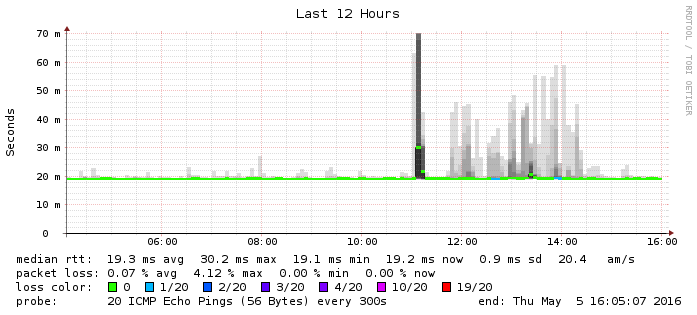 Last 12 Hours
RRDTOOL / TOBI OETIKER
70 m
60 m
50 m
40 m
30 m
20 m
10 m
0
Seconds
06:00 08:00 10:00 12:00 14:00 16:00
median rtt: 19.3 ms avg 30.2 ms max 19.1 ms min 19.2 ms now 0.9 ms sd 20.4 am/s
packet loss: 0.07 % avg 4.12 % max 0.00 % min 0.00 % now
loss color: 0 1/20 2/20 3/20 4/20 10/20 19/20
probe: 20 ICMP Echo Pings (56 Bytes) every 300s end: Thu May 5 16:05:07 2016